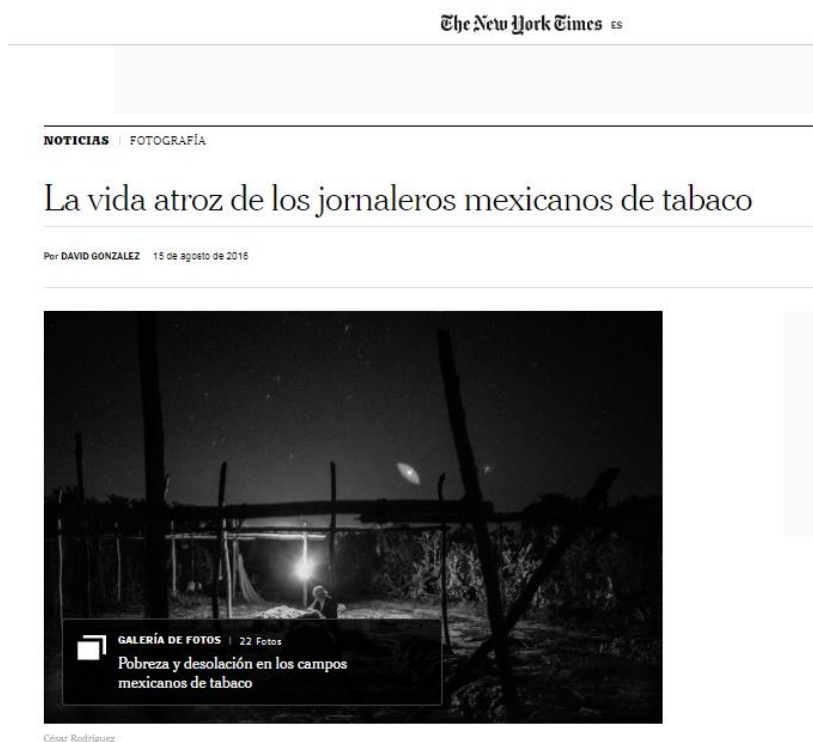 The New York Times ES
NOTICIAS | FOTOGRAFÍA
La vida atroz de los jornaleros mexicanos de tabaco
Por DAVID GONZALEZ 15 de agosto de 2016
GALERÍA DE FOTOS | 22 Fotos
Pobreza y desolación en los campos
mexicanos de tabaco
César Rodríguez